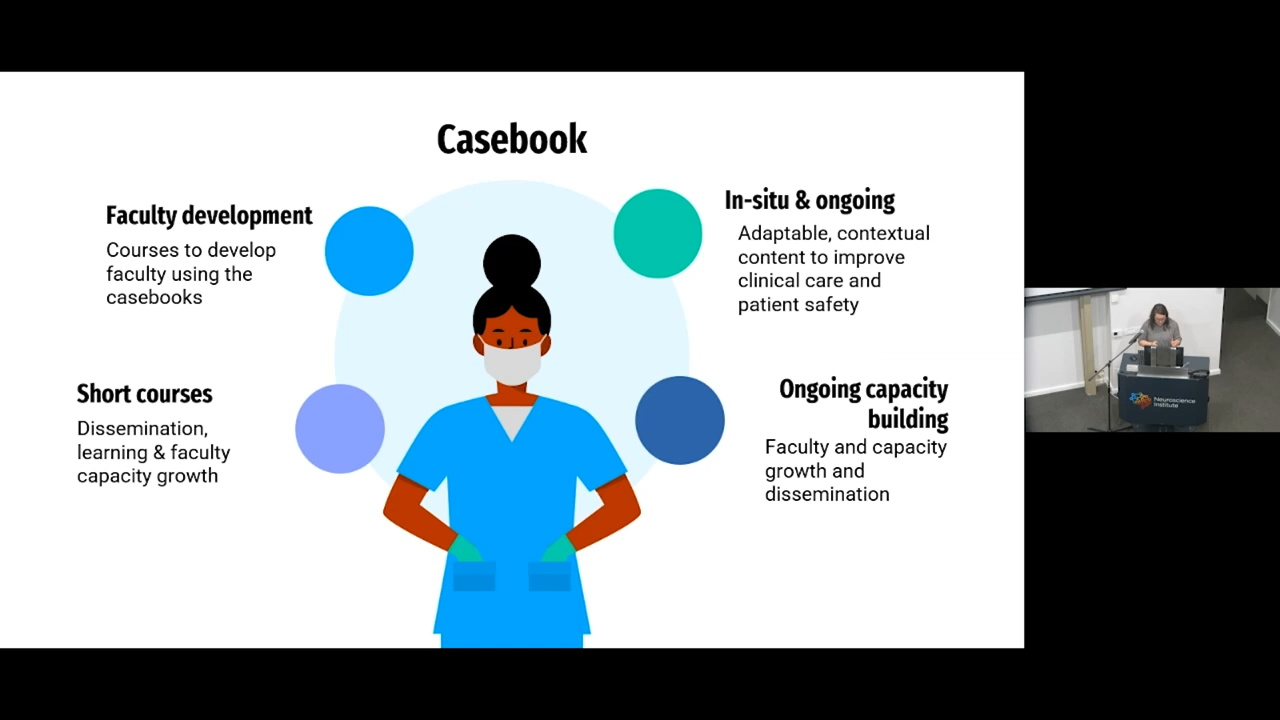 Casebook
Faculty development
Courses to develop
faculty using the
casebooks
In-situ & ongoing
Adaptable, contextual
content to improve
clinical care and
patient safety
Short courses
Dissemination,
learning & faculty
capacity growth
Ongoing capacity
building
Faculty and capacity
growth and
dissemination
Neuroscience
Institute